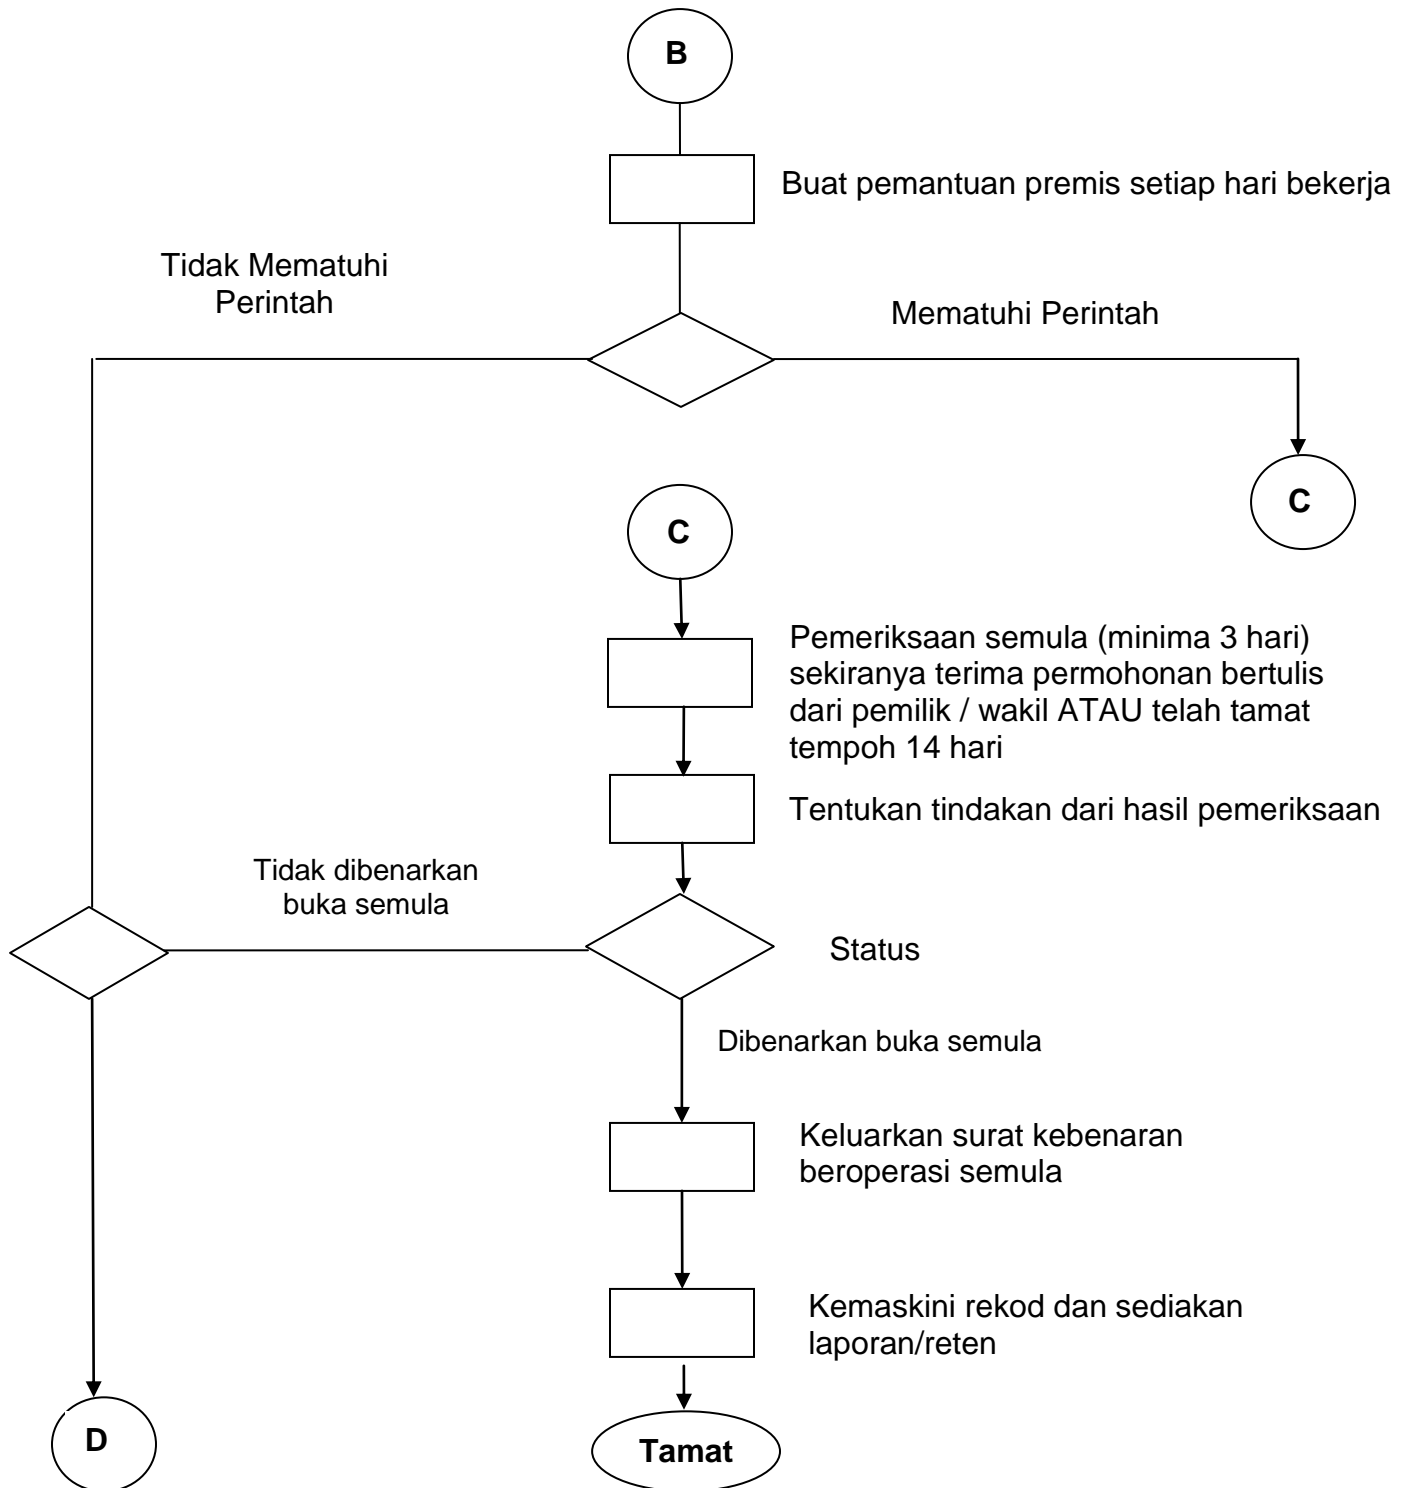 B
Buat pemantuan premis setiap hari bekerja
Tidak Mematuhi
Perintah
Mematuhi Perintah
C
C
Pemeriksaan semula (minima 3 hari)
sekiranya terima permohonan bertulis
dari pemilik / wakil ATAU telah tamat
tempoh 14 hari
Tentukan tindakan dari hasil pemeriksaan
Tidak dibenarkan
buka semula
Status
Dibenarkan buka semula
Keluarkan surat kebenaran
beroperasi semula
Kemaskini rekod dan sediakan
laporan/reten
D
Tamat